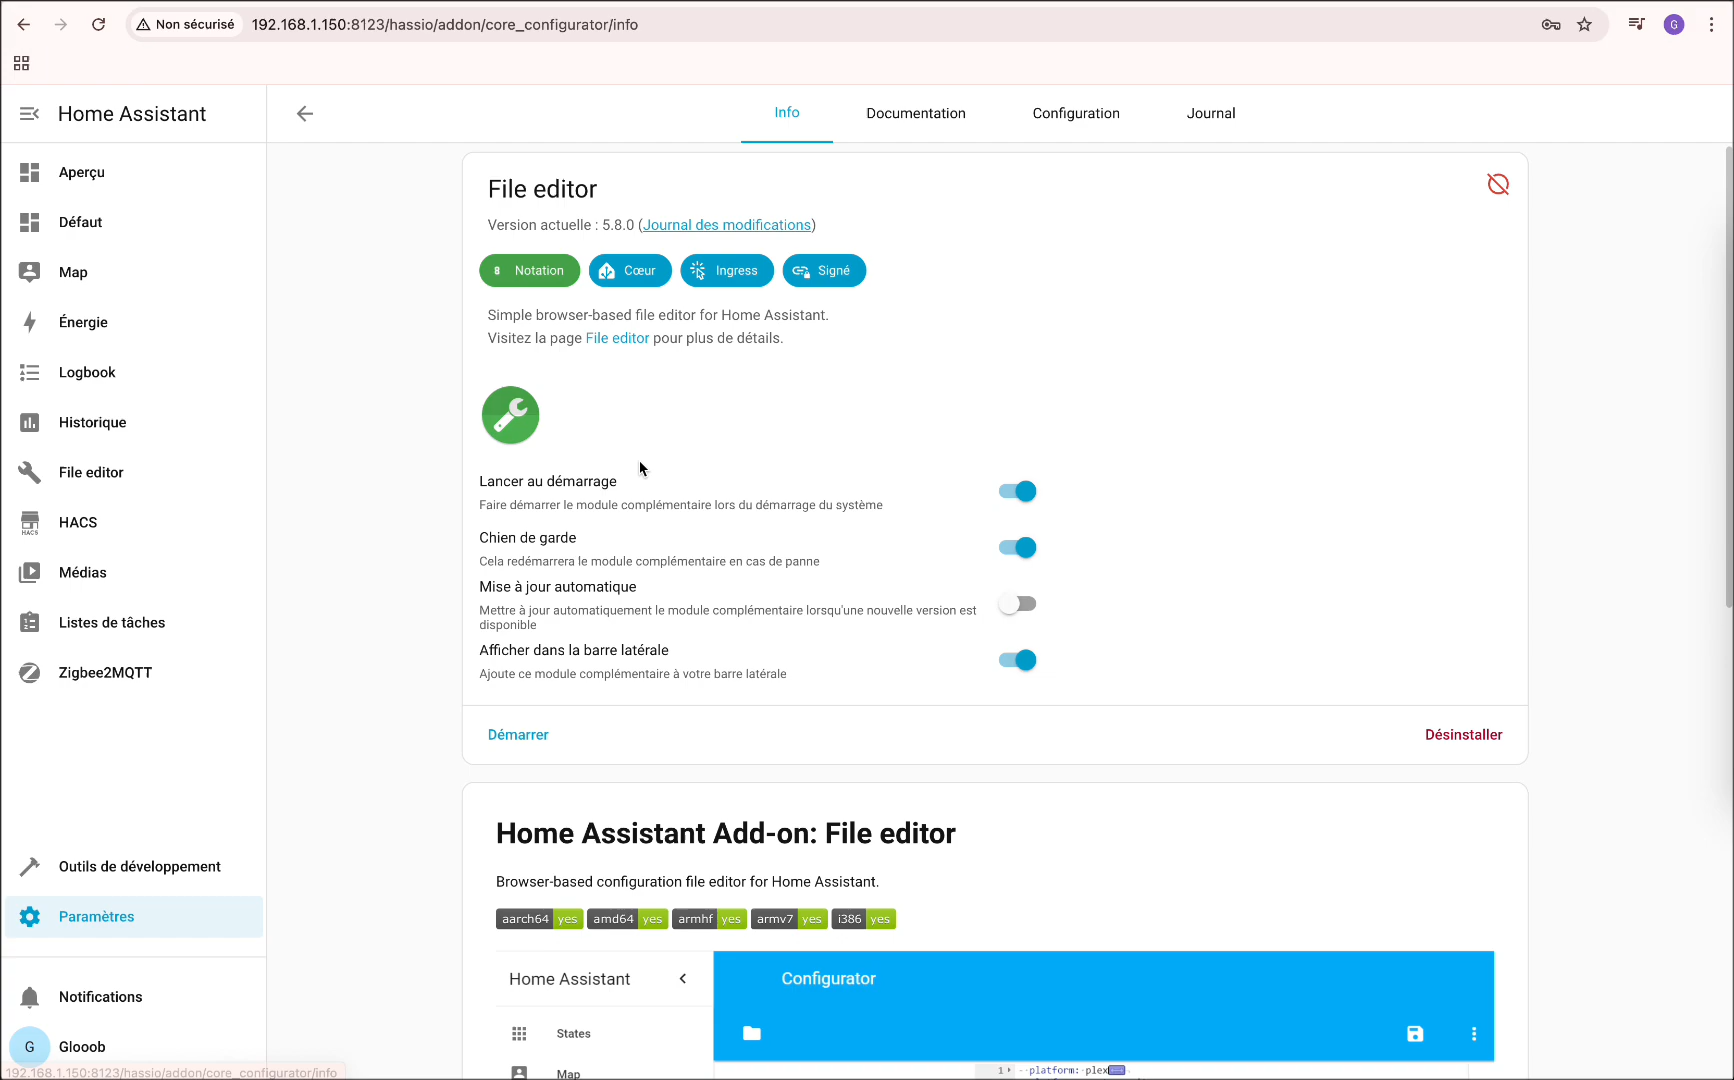 Non sécurisé 192.168.1.150:8123/hassio/addon/core_configurator/info
G
Home Assistant
Info
Documentation
Configuration
Journal
Aperçu
Défaut
Map
Énergie
Logbook
Historique
File editor
HACS
HACS
Médias
Listes de tâches
Zigbee2MQTT
Outils de développement
Paramètres
Notifications
G
Glooob
192.168.1.150:8123/hassio/addon/core_configurator/info
File editor
Version actuelle : 5.8.0 (Journal des modifications)
8 Notation
Cœur
Ingress
Signé
Simple browser-based file editor for Home Assistant.
Visitez la page File editor pour plus de détails.
Lancer au démarrage
Faire démarrer le module complémentaire lors du démarrage du système
Chien de garde
Cela redémarrera le module complémentaire en cas de panne
Mise à jour automatique
Mettre à jour automatiquement le module complémentaire lorsqu'une nouvelle version est
disponible
Afficher dans la barre latérale
Ajoute ce module complémentaire à votre barre latérale
Démarrer
Désinstaller
Home Assistant Add-on: File editor
Browser-based configuration file editor for Home Assistant.
aarch64 yes amd64 yes armhf yes armv7 yes i386 yes
Home Assistant
Configurator
States
Map
1 - platform: plex